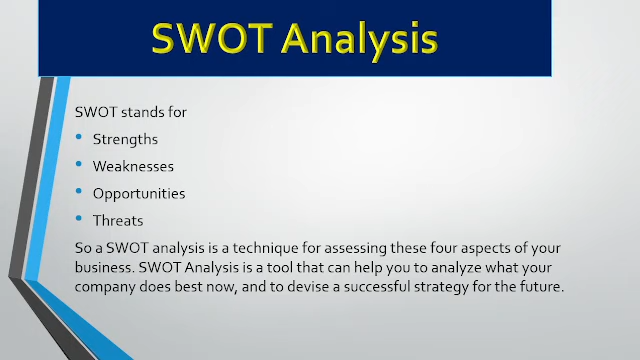 SWOT Analysis
SWOT stands for
• Strengths
• Weaknesses
• Opportunities
• Threats
So a SWOT analysis is a technique for assessing these four aspects of your
business. SWOT Analysis is a tool that can help you to analyze what your
company does best now, and to devise a successful strategy for the future.